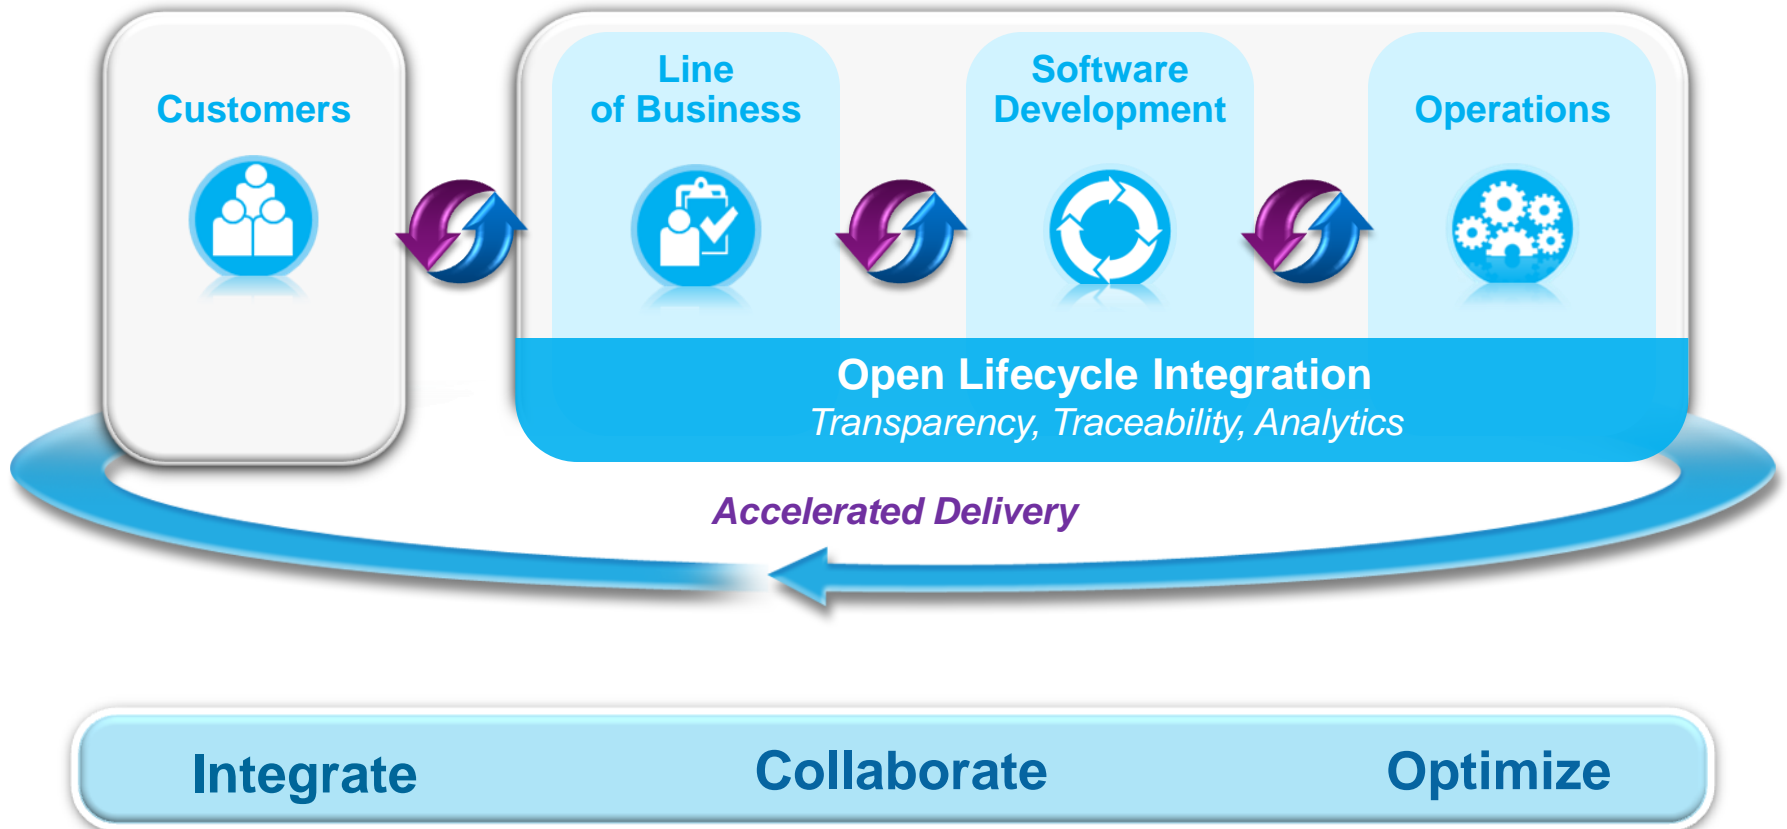 Customers
Line
of Business
Software
Development
Operations
Open Lifecycle Integration
Transparency, Traceability, Analytics
Accelerated Delivery
Integrate
Collaborate
Optimize